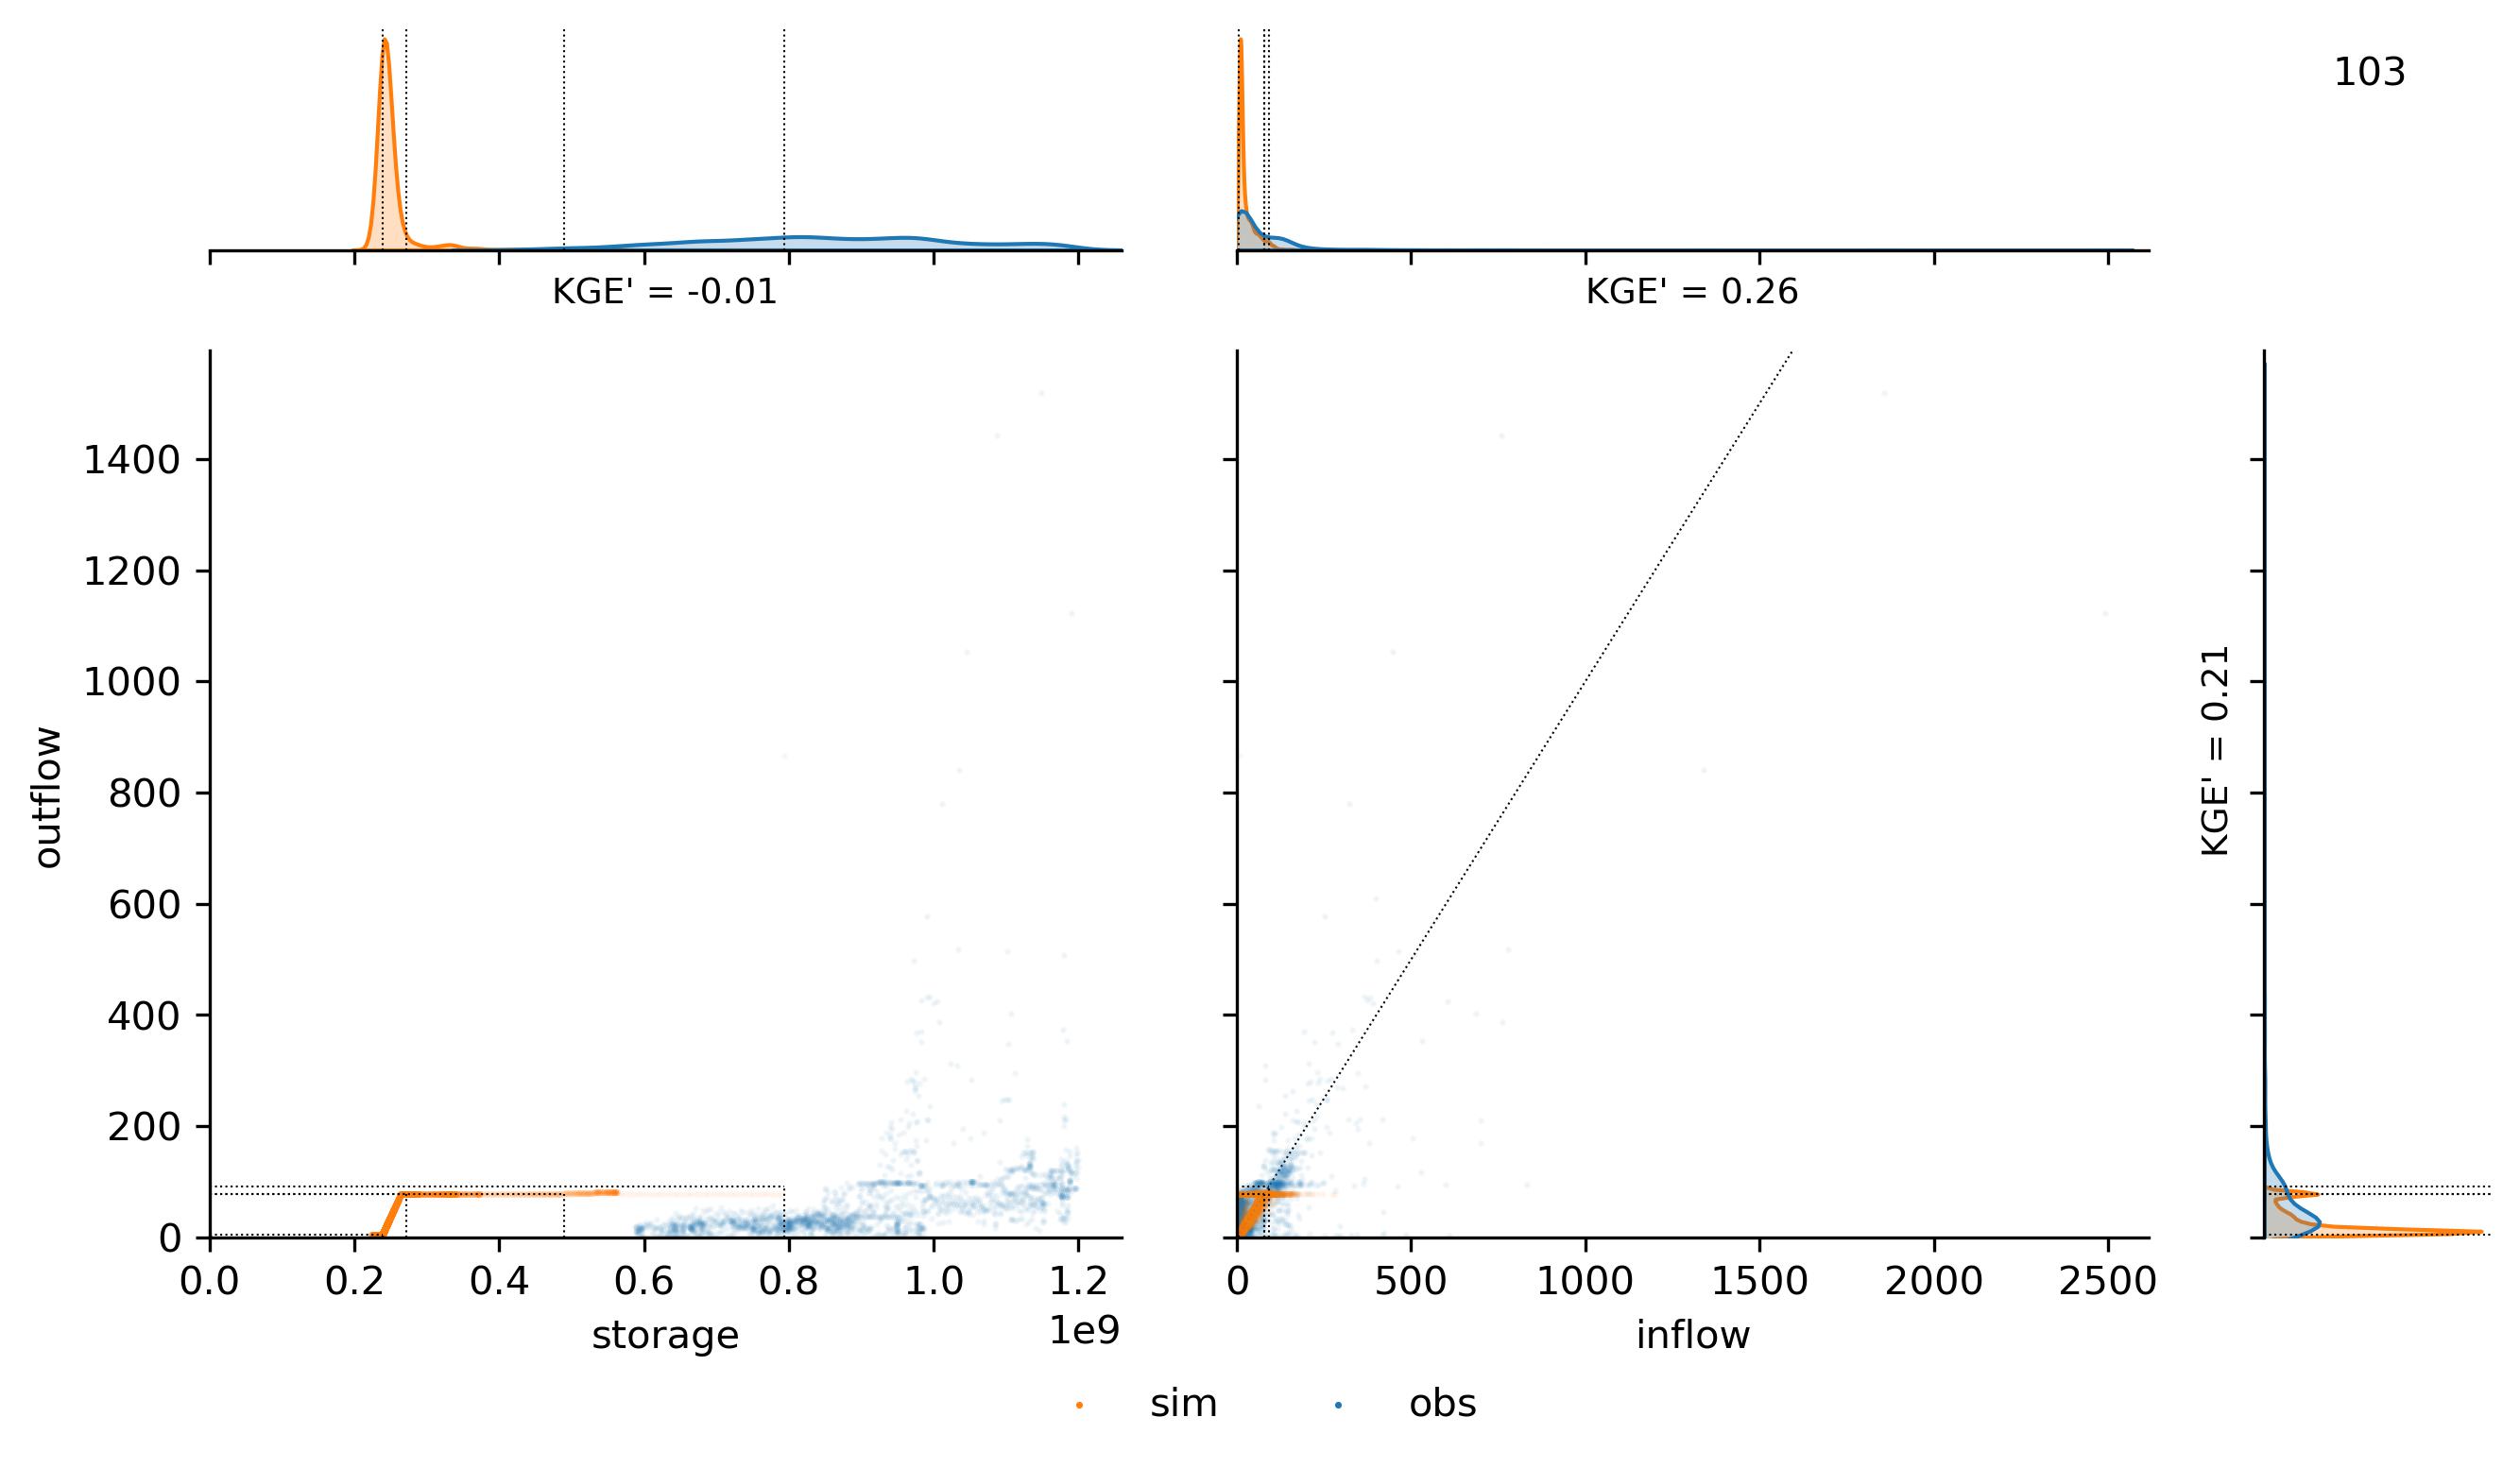 103
KGE' = -0.01
KGE' = 0.26
outflow
1400
1200
1000
800
600
400
200
0
KGE' = 0.21
0.0 0.2 0.4 0.6 0.8 1.0 1.2
1e9
storage
0 500 1000 1500 2000 2500
inflow
sim obs